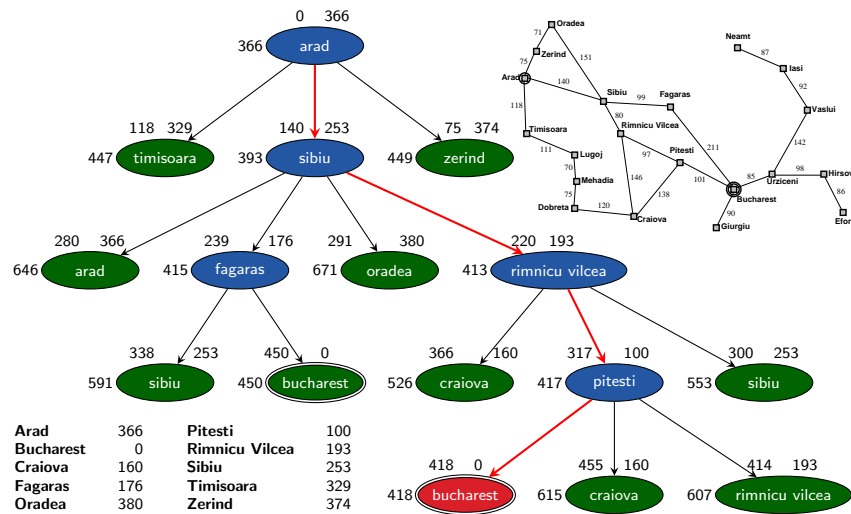 0 366
366 arad
118 329
447 timisoara
140 253
393 sibiu
75 374
449 zerind
280 366
646 arad
239 176
415 fagaras
291 380
671 oradea
220 193
413 rimnicu vilcea
338 253
591 sibiu
450 0
450 bucharest
366 160
526 craiova
317 100
417 pitesti
300 253
553 sibiu
418 0
418 bucharest
455 160
615 craiova
414 193
607 rimnicu vilcea
Oradea
71
Zerind
75
151
Arad
140
118
Sibiu
99
Fagaras
80
Timisoara
Rimnicu Vilcea
111
Lugoj
97
Pitesti
211
70
Mehadia
146
138
101
75
Dobreta
120
Craiova
Neamt
87
Iasi
92
Vaslui
142
85
98
Hirsov
Urziceni
86
Bucharest
90
Giurgiu
Efor
Arad 366 Pitesti 100
Bucharest 0 Rimnicu Vilcea 193
Craiova 160 Sibiu 253
Fagaras 176 Timisoara 329
Oradea 380 Zerind 374